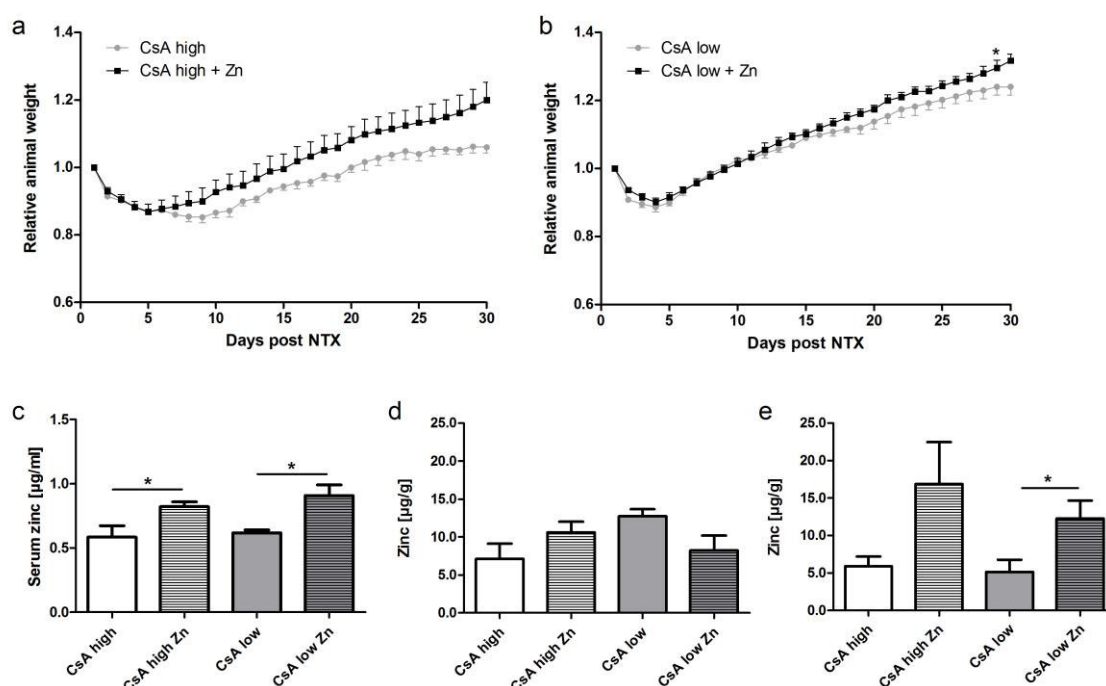 a
CsA high
CsA high + Zn
Relative animal weight
1.4
1.2
1.0
0.8
0.6
0
5
10
15
20
25
30
Days post NTX
b
CsA low
CsA low + Zn
*
Relative animal weight
1.4
1.2
1.0
0.8
0.6
0
5
10
15
20
25
30
Days post NTX
c
Serum zinc [µg/ml]
1.5
1.0
0.5
0.0
*
*
CsA high
CsA high Zn
CsA low
CsA low Zn
d
Zinc [µg/g]
25.0
20.0
15.0
10.0
5.0
0.0
CsA high
CsA high Zn
CsA low
CsA low Zn
e
Zinc [µg/g]
25.0
20.0
15.0
10.0
5.0
0.0
*
CsA high
CsA high Zn
CsA low
CsA low Zn